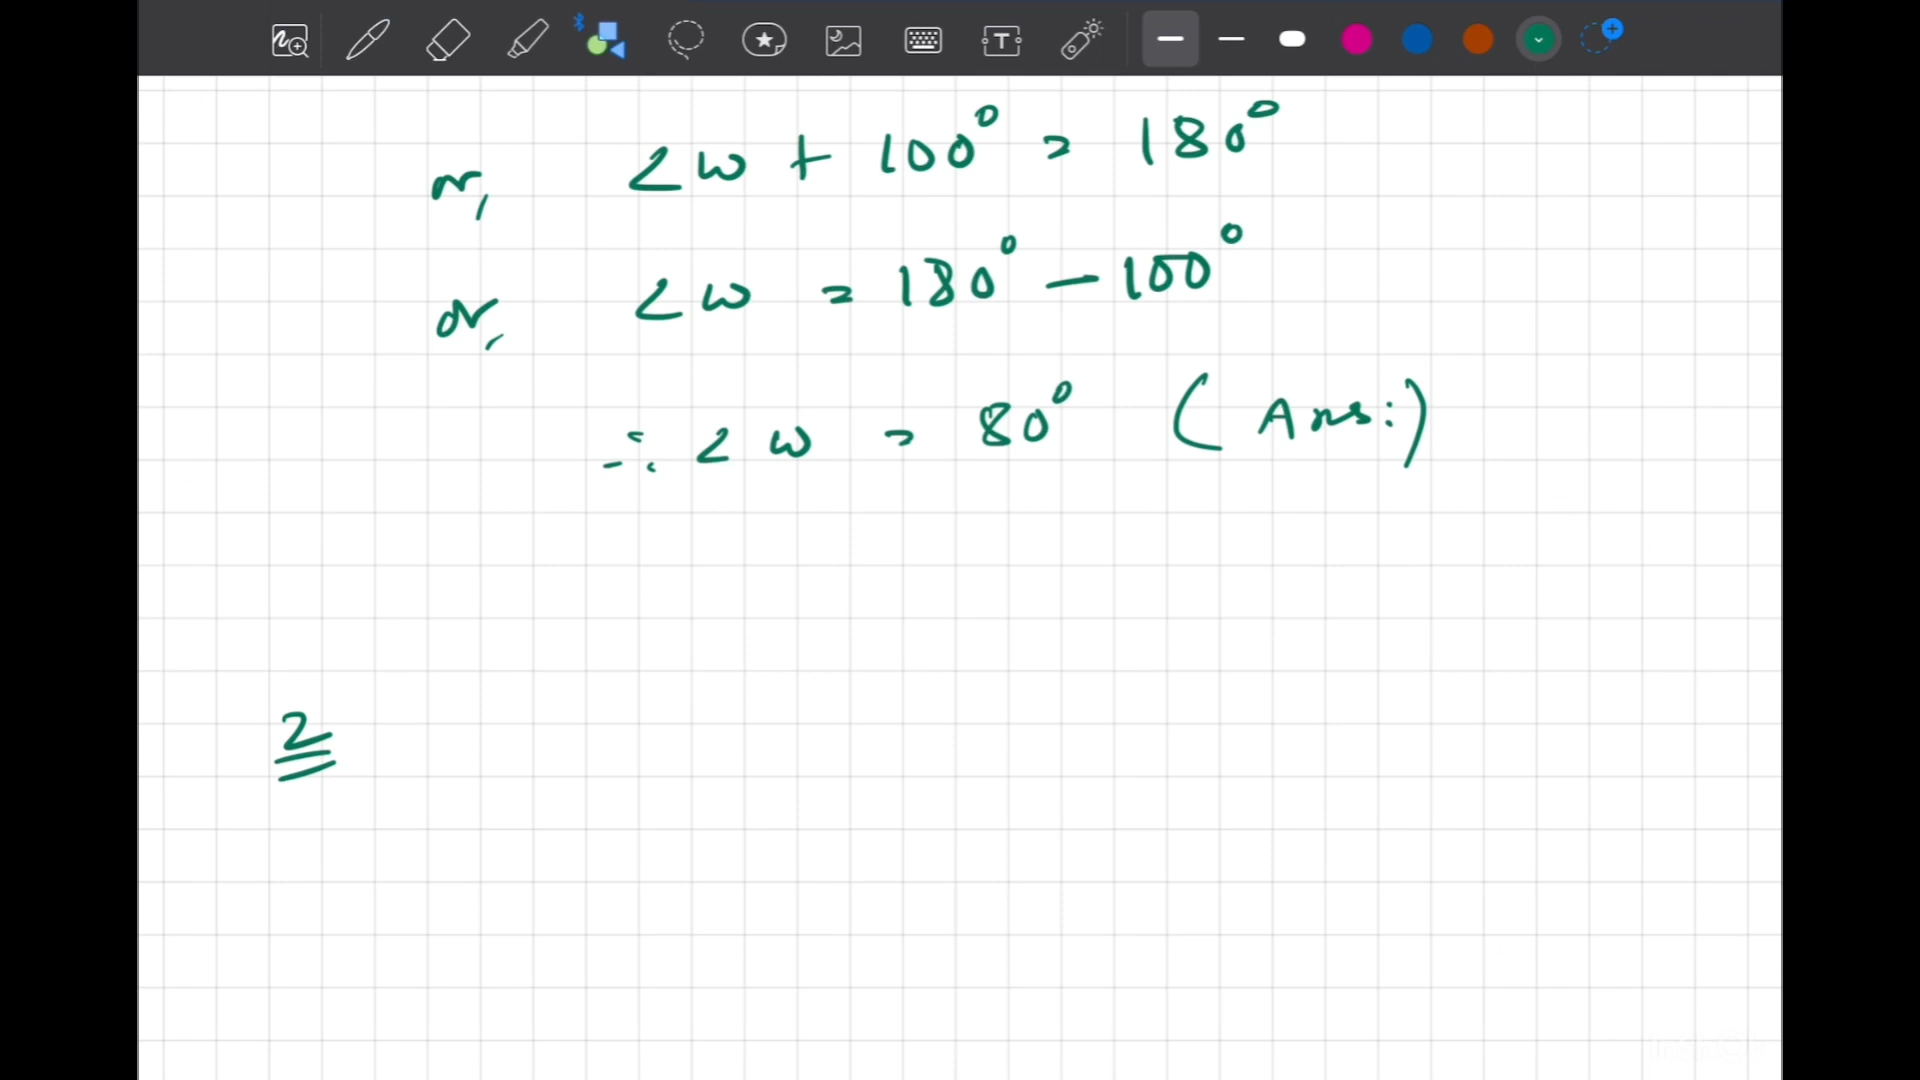 or, ∠w + 100° = 180°
or, ∠w = 180° - 100°
∴ ∠w = 80° (Ans:)
2